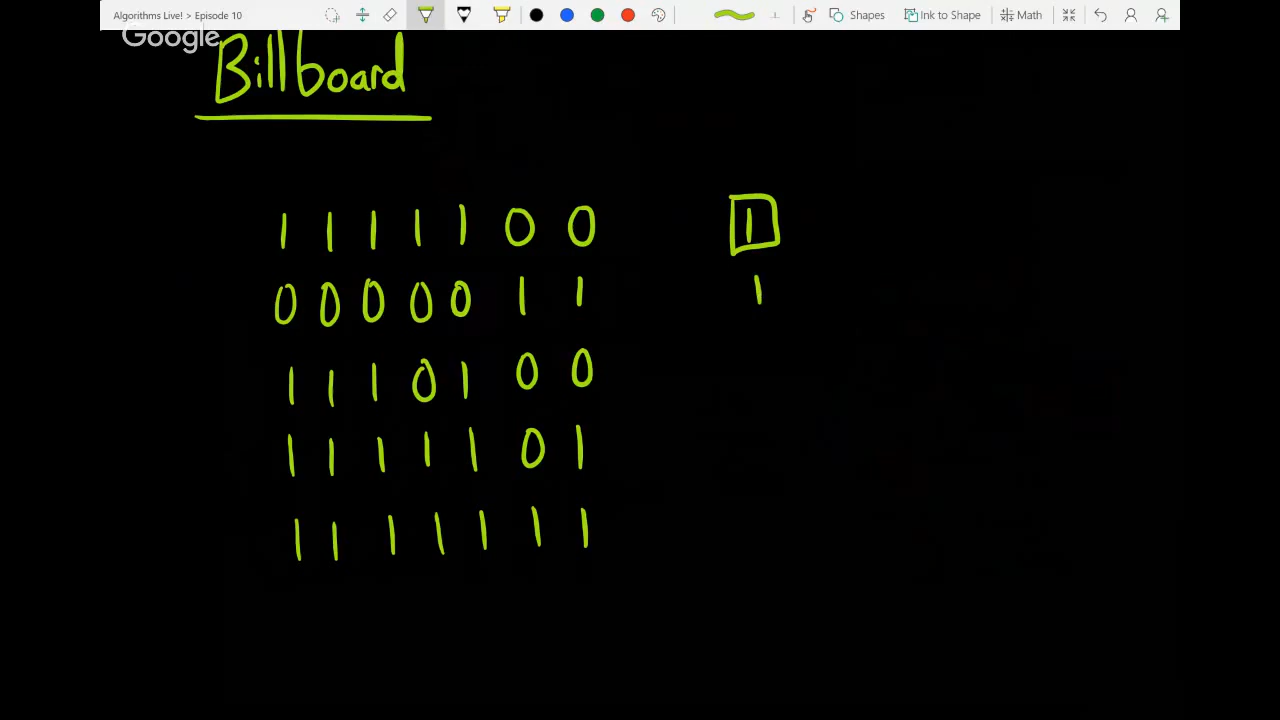 Algorithms Live! > Episode 10
Shapes
Ink to Shape
Math
Google
Billboard
1 1 1 1 1 0 0
1
0 0 0 0 0 1 1
1
1 1 1 0 1 0 0
1 1 1 1 1 0 1
1 1 1 1 1 1 1